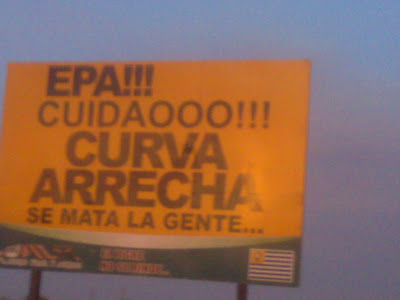 EPA!!!
CUIDAOOO!!!
CURVA
ARRECHA
SE MATA LA GENTE...